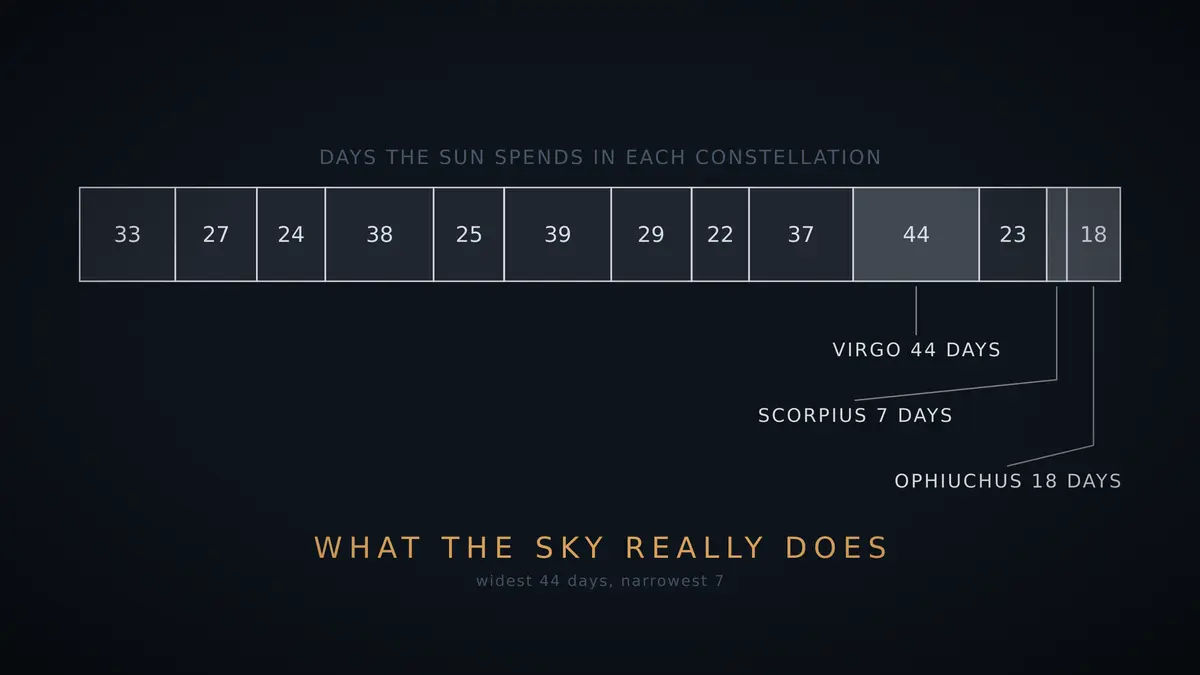 DAYS THE SUN SPENDS IN EACH CONSTELLATION
33 27 24 38 25 39 29 22 37 44 23 18
VIRGO 44 DAYS
SCORPIUS 7 DAYS
OPHIUCHUS 18 DAYS
WHAT THE SKY REALLY DOES
widest 44 days, narrowest 7